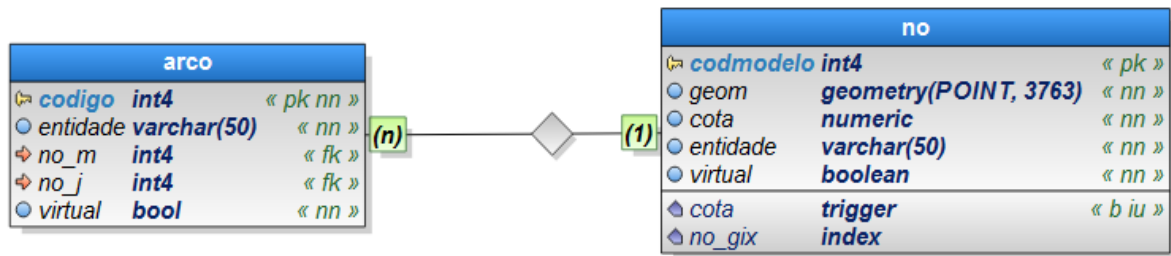 arco
codigo int4 « pk nn »
entidade varchar(50) « nn »
no_m int4 « fk »
no_j int4 « fk »
virtual bool « nn »
(n)
(1)
no
codmodelo int4 « pk »
geom geometry(POINT, 3763) « nn »
cota numeric « nn »
entidade varchar(50) « nn »
virtual boolean « nn »
cota trigger « b iu »
no_gix index